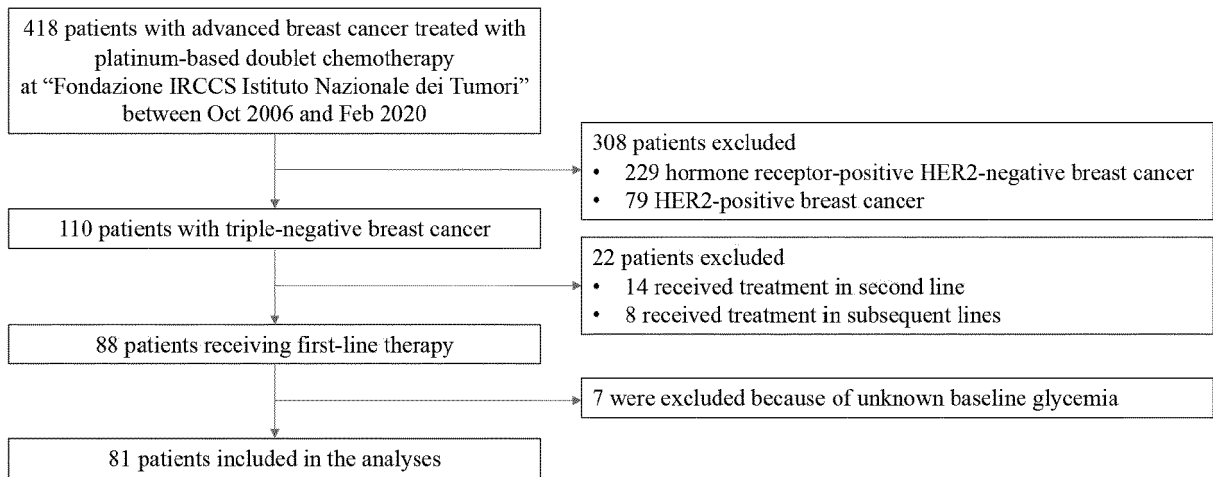 418 patients with advanced breast cancer treated with
platinum-based doublet chemotherapy
at “Fondazione IRCCS Istituto Nazionale dei Tumori”
between Oct 2006 and Feb 2020
308 patients excluded
• 229 hormone receptor-positive HER2-negative breast cancer
• 79 HER2-positive breast cancer
110 patients with triple-negative breast cancer
22 patients excluded
• 14 received treatment in second line
• 8 received treatment in subsequent lines
88 patients receiving first-line therapy
7 were excluded because of unknown baseline glycemia
81 patients included in the analyses